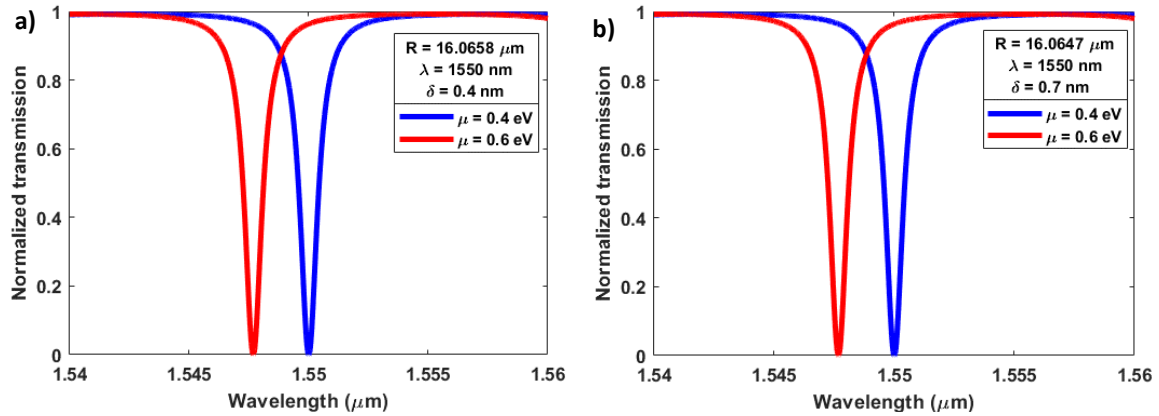 a)
Normalized transmission
1
0.8
0.6
0.4
0.2
0
1.54
1.545
1.55
1.555
1.56
Wavelength (μm)
R = 16.0658 μm
λ = 1550 nm
δ = 0.4 nm
μ = 0.4 eV
μ = 0.6 eV
b)
Normalized transmission
1
0.8
0.6
0.4
0.2
0
1.54
1.545
1.55
1.555
1.56
Wavelength (μm)
R = 16.0647 μm
λ = 1550 nm
δ = 0.7 nm
μ = 0.4 eV
μ = 0.6 eV